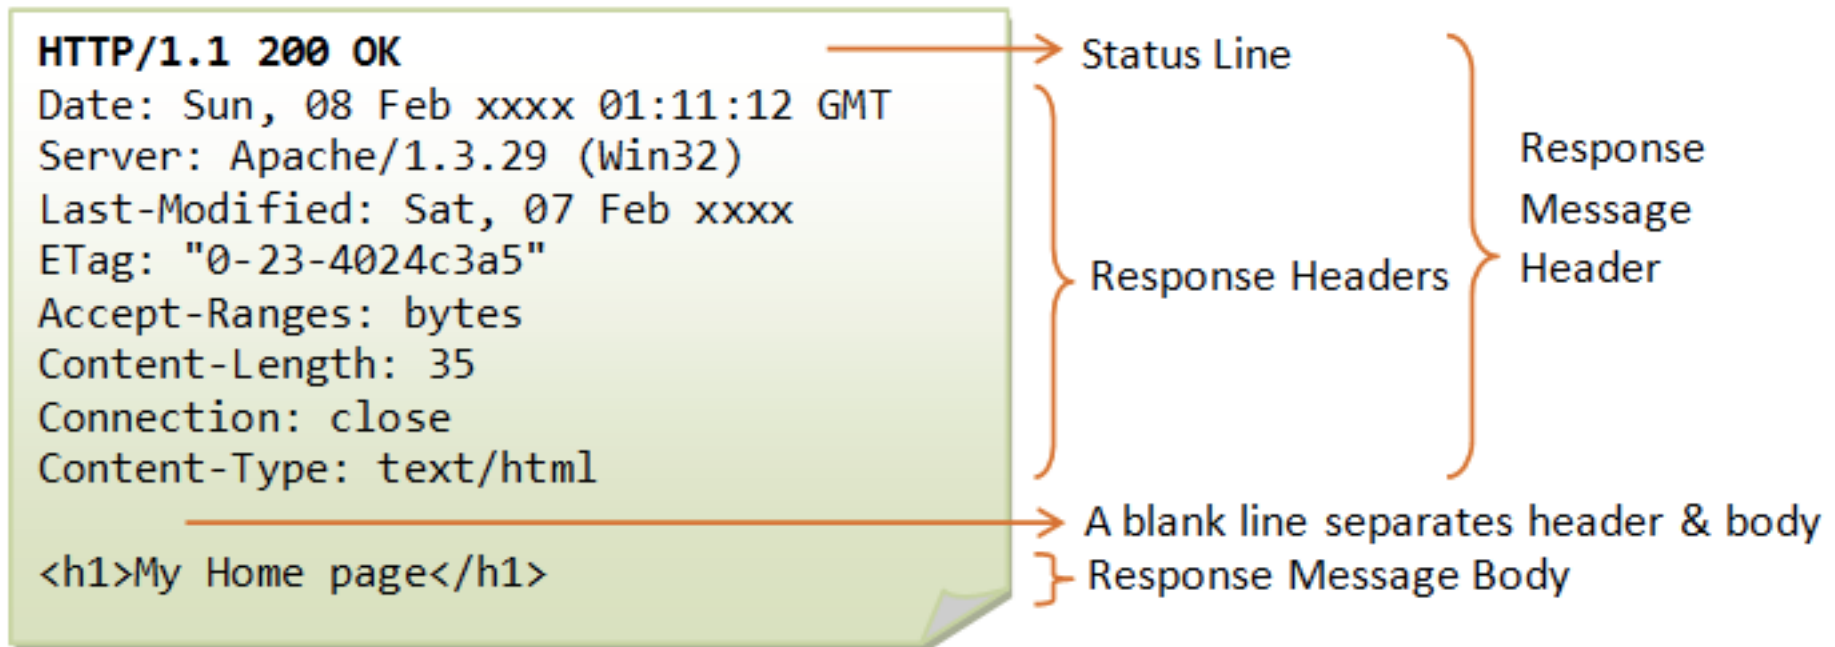 HTTP/1.1 200 OK
Date: Sun, 08 Feb xxxx 01:11:12 GMT
Server: Apache/1.3.29 (Win32)
Last-Modified: Sat, 07 Feb xxxx
ETag: "0-23-4024c3a5"
Accept-Ranges: bytes
Content-Length: 35
Connection: close
Content-Type: text/html
<h1>My Home page</h1>
Status Line
Response Headers
Response
Message
Header
A blank line separates header & body
Response Message Body